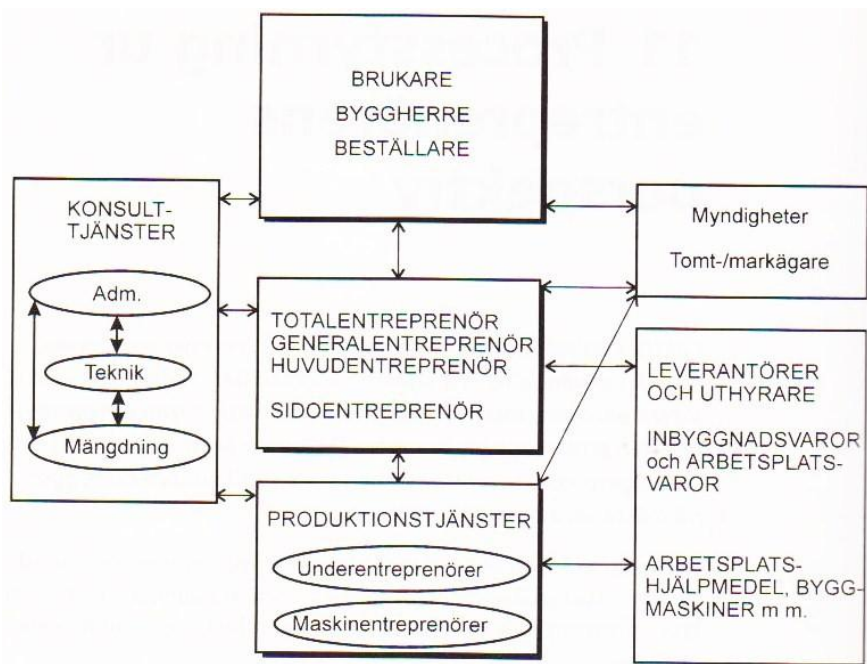 BRUKARE
BYGGHERRE
BESTÄLLARE
KONSULT-
TJÄNSTER
Adm.
Teknik
Mängdning
Myndigheter
Tomt-/markägare
TOTALENTREPRENÖR
GENERALENTREPRENÖR
HUVUDENTREPRENÖR
SIDOENTREPRENÖR
LEVERANTÖRER
OCH UTHYRARE
INBYGGNADSVAROR
och ARBETSPLATS-
VAROR
ARBETSPLATS-
HJÄLPMEDEL, BYGG-
MASKINER m m.
PRODUKTIONSTJÄNSTER
Underentreprenörer
Maskinentreprenörer